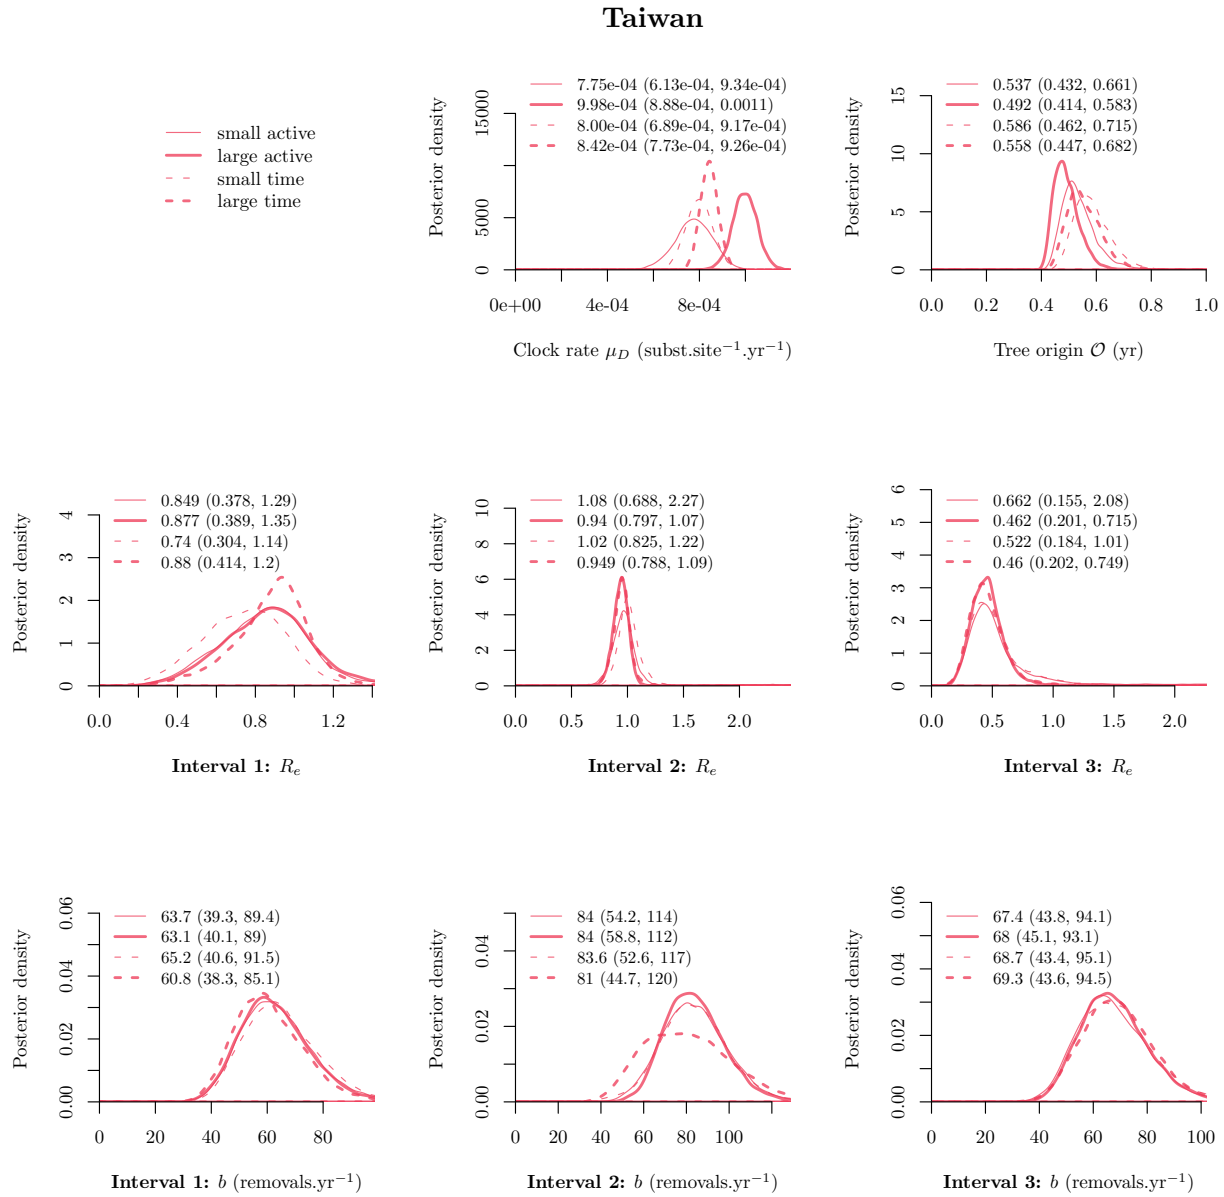 Taiwan
small active
large active
small time
large time
Posterior density
15000
5000
0
7.75e-04 (6.13e-04, 9.34e-04)
9.98e-04 (8.88e-04, 0.0011)
8.00e-04 (6.89e-04, 9.17e-04)
8.42e-04 (7.73e-04, 9.26e-04)
0e+00 4e-04 8e-04
Clock rate μ_D (subst.site⁻¹.yr⁻¹)
Posterior density
15
10
5
0
0.537 (0.432, 0.661)
0.492 (0.414, 0.583)
0.586 (0.462, 0.715)
0.558 (0.447, 0.682)
0.0 0.2 0.4 0.6 0.8 1.0
Tree origin 𝒪 (yr)
Posterior density
4
3
2
1
0
0.849 (0.378, 1.29)
0.877 (0.389, 1.35)
0.74 (0.304, 1.14)
0.88 (0.414, 1.2)
0.0 0.4 0.8 1.2
Interval 1: R_e
Posterior density
10
8
6
4
2
0
1.08 (0.688, 2.27)
0.94 (0.797, 1.07)
1.02 (0.825, 1.22)
0.949 (0.788, 1.09)
0.0 0.5 1.0 1.5 2.0
Interval 2: R_e
Posterior density
6
5
4
3
2
1
0
0.662 (0.155, 2.08)
0.462 (0.201, 0.715)
0.522 (0.184, 1.01)
0.46 (0.202, 0.749)
0.0 0.5 1.0 1.5 2.0
Interval 3: R_e
Posterior density
0.06
0.04
0.02
0.00
63.7 (39.3, 89.4)
63.1 (40.1, 89)
65.2 (40.6, 91.5)
60.8 (38.3, 85.1)
0 20 40 60 80
Interval 1: b (removals.yr⁻¹)
Posterior density
0.04
0.02
0.00
84 (54.2, 114)
84 (58.8, 112)
83.6 (52.6, 117)
81 (44.7, 120)
0 20 40 60 80 100
Interval 2: b (removals.yr⁻¹)
Posterior density
0.06
0.04
0.02
0.00
67.4 (43.8, 94.1)
68 (45.1, 93.1)
68.7 (43.4, 95.1)
69.3 (43.6, 94.5)
0 20 40 60 80 100
Interval 3: b (removals.yr⁻¹)